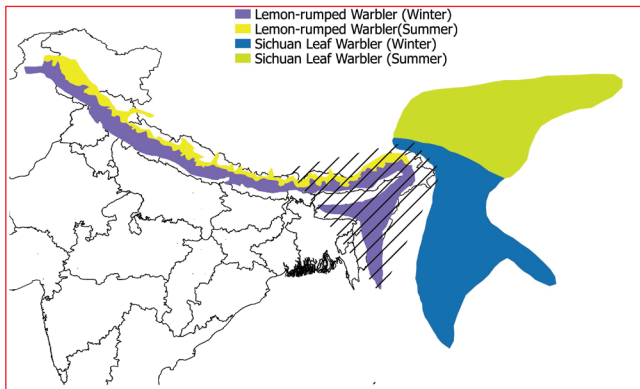 Lemon-rumped Warbler (Winter)
Lemon-rumped Warbler(Summer)
Sichuan Leaf Warbler (Winter)
Sichuan Leaf Warbler (Summer)